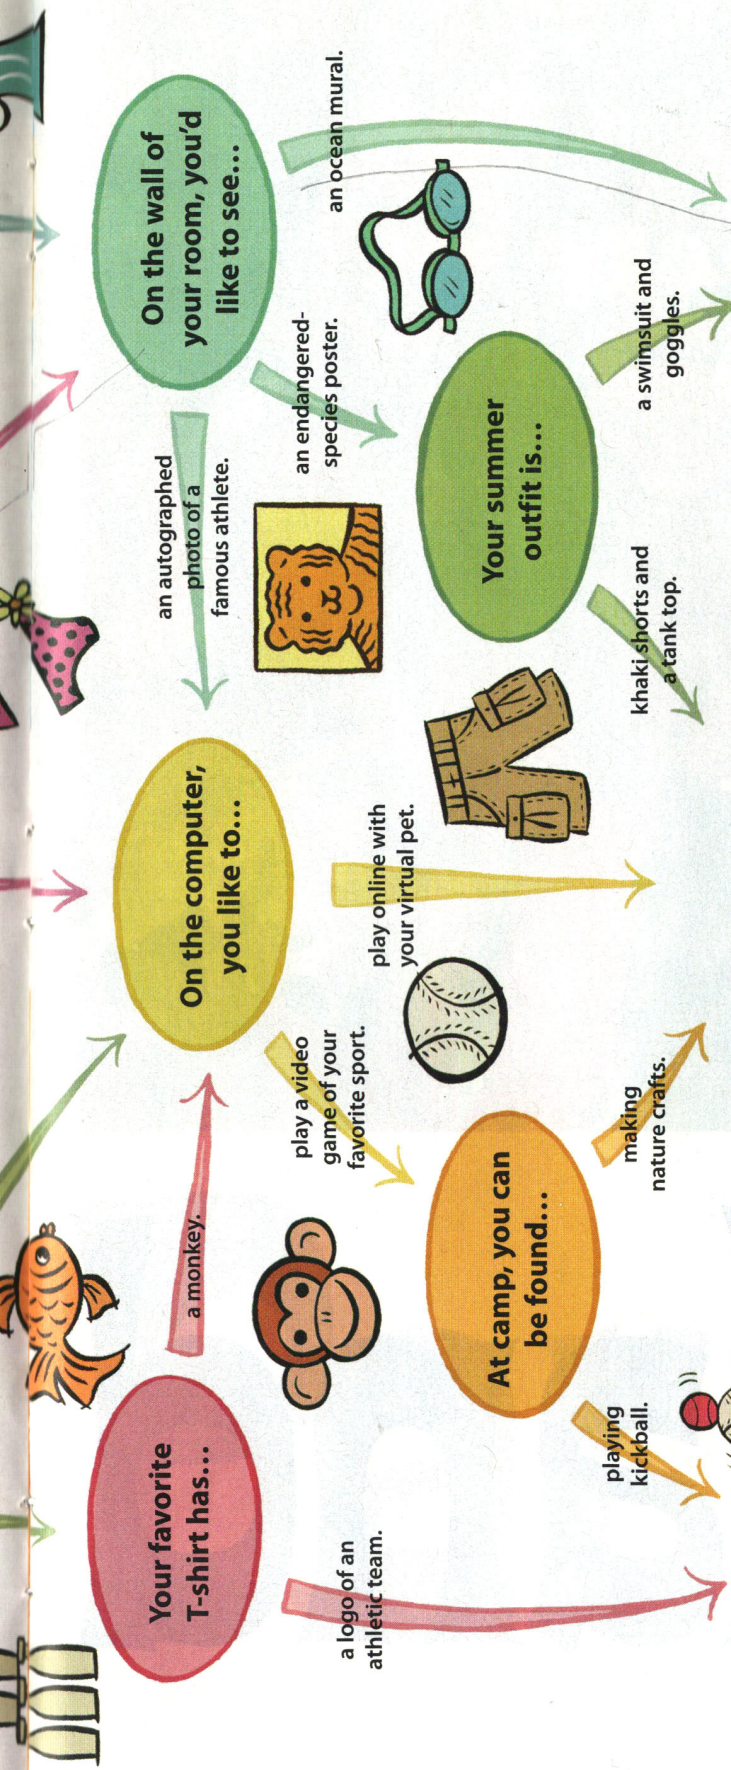 Your favorite
T-shirt has...
a monkey.
a logo of an
athletic team.
On the computer,
you like to...
play a video
game of your
favorite sport.
play online with
your virtual pet.
On the wall of
your room, you'd
like to see...
an autographed
photo of a
famous athlete.
an endangered-
species poster.
an ocean mural.
At camp, you can
be found...
playing
kickball.
making
nature crafts.
Your summer
outfit is...
khaki shorts and
a tank top.
a swimsuit and
goggles.